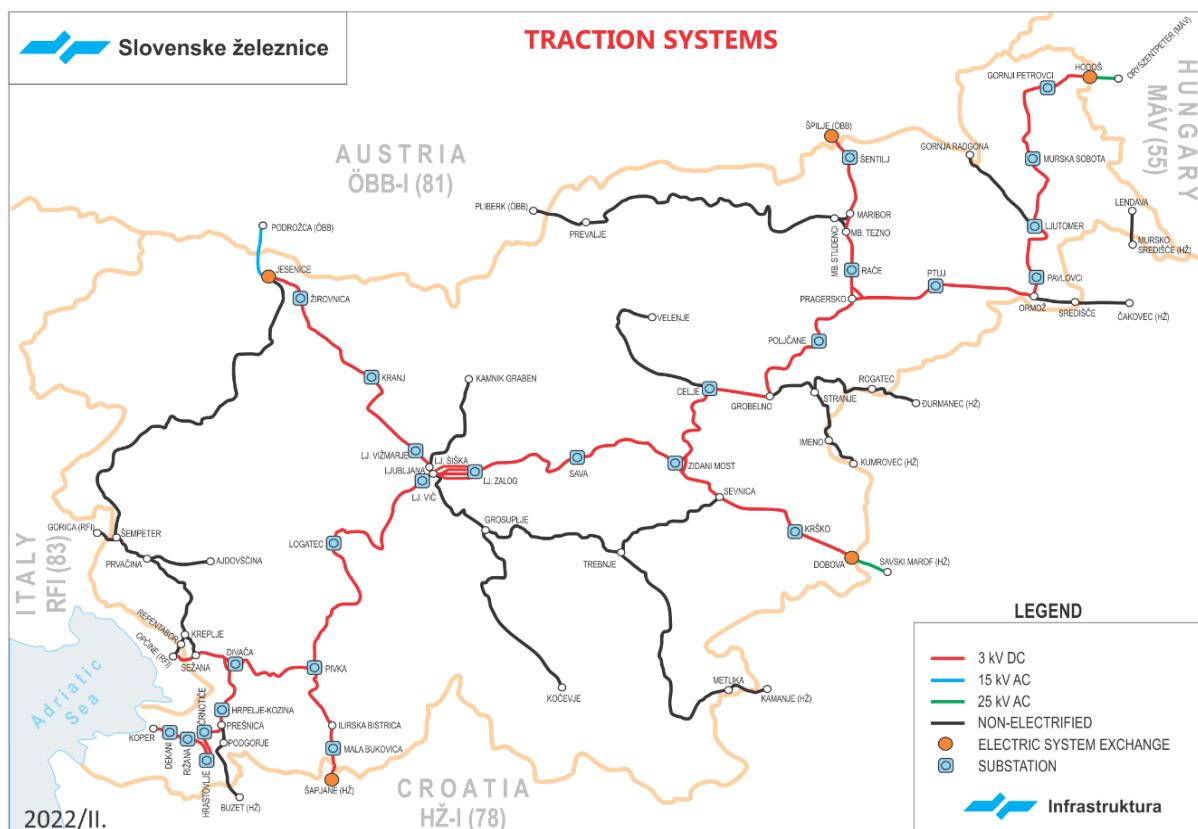 Slovenske železnice
TRACTION SYSTEMS
HUNGARY
MÁV (55)
AUSTRIA
ÖBB-I (81)
ITALY
RFI (83)
CROATIA
HŽ-I (78)
Adriatic
Sea
HODOŠ
ORYSZENTPETER (MÁV)
GORNJI PETROVCI
ŠPILJE (ÖBB)
GORNJA RADGONA
ŠENTILJ
MURSKA SOBOTA
PLIBERK (ÖBB)
PREVALJE
MARIBOR
MB. TEZNO
MB. STUDENCI
LENDAVA
LJUTOMER
MURSKO
SREDIŠČE (HŽ)
PODROŽCA (ÖBB)
JESENICE
ŽIROVNICA
RAČE
PTUJ
PAVLOVCI
PRAGERSKO
ORMOŽ
SREDIŠČE
ČAKOVEC (HŽ)
VELENJE
POLJČANE
KRANJ
KAMNIK GRABEN
CELJE
GROBELNO
STRANJE
ROGATEC
ĐURMANEC (HŽ)
IMENO
KUMROVEC (HŽ)
LJ. VIŽMARJE
LJ. ŠIŠKA
LJUBLJANA
LJ. VIČ
LJ. ZALOG
SAVA
ZIDANI MOST
SEVNICA
GORICA (RFI)
ŠEMPETER
PRVAČINA
AJDOVŠČINA
LOGATEC
GROSUPLJE
TREBNJE
KRŠKO
DOBOVA
SAVSKI MAROF (HŽ)
REPENTABOR
OPČINE (RFI)
KREPLJE
SEŽANA
DIVAČA
PIVKA
KOČEVJE
METLIKA
KAMANJE (HŽ)
HRPELJE-KOZINA
ČRNOTIČE
PREŠNICA
PODGORJE
KOPER
DEKANI
RIŽANA
HRASTOVLJE
BUZET (HŽ)
ILIRSKA BISTRICA
MALA BUKOVICA
ŠAPJANE (HŽ)
LEGEND
3 kV DC
15 kV AC
25 kV AC
NON-ELECTRIFIED
ELECTRIC SYSTEM EXCHANGE
SUBSTATION
Infrastruktura
2022/II.